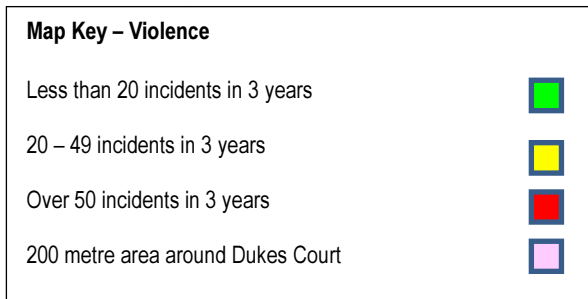 Map Key – Violence
Less than 20 incidents in 3 years
20 – 49 incidents in 3 years
Over 50 incidents in 3 years
200 metre area around Dukes Court